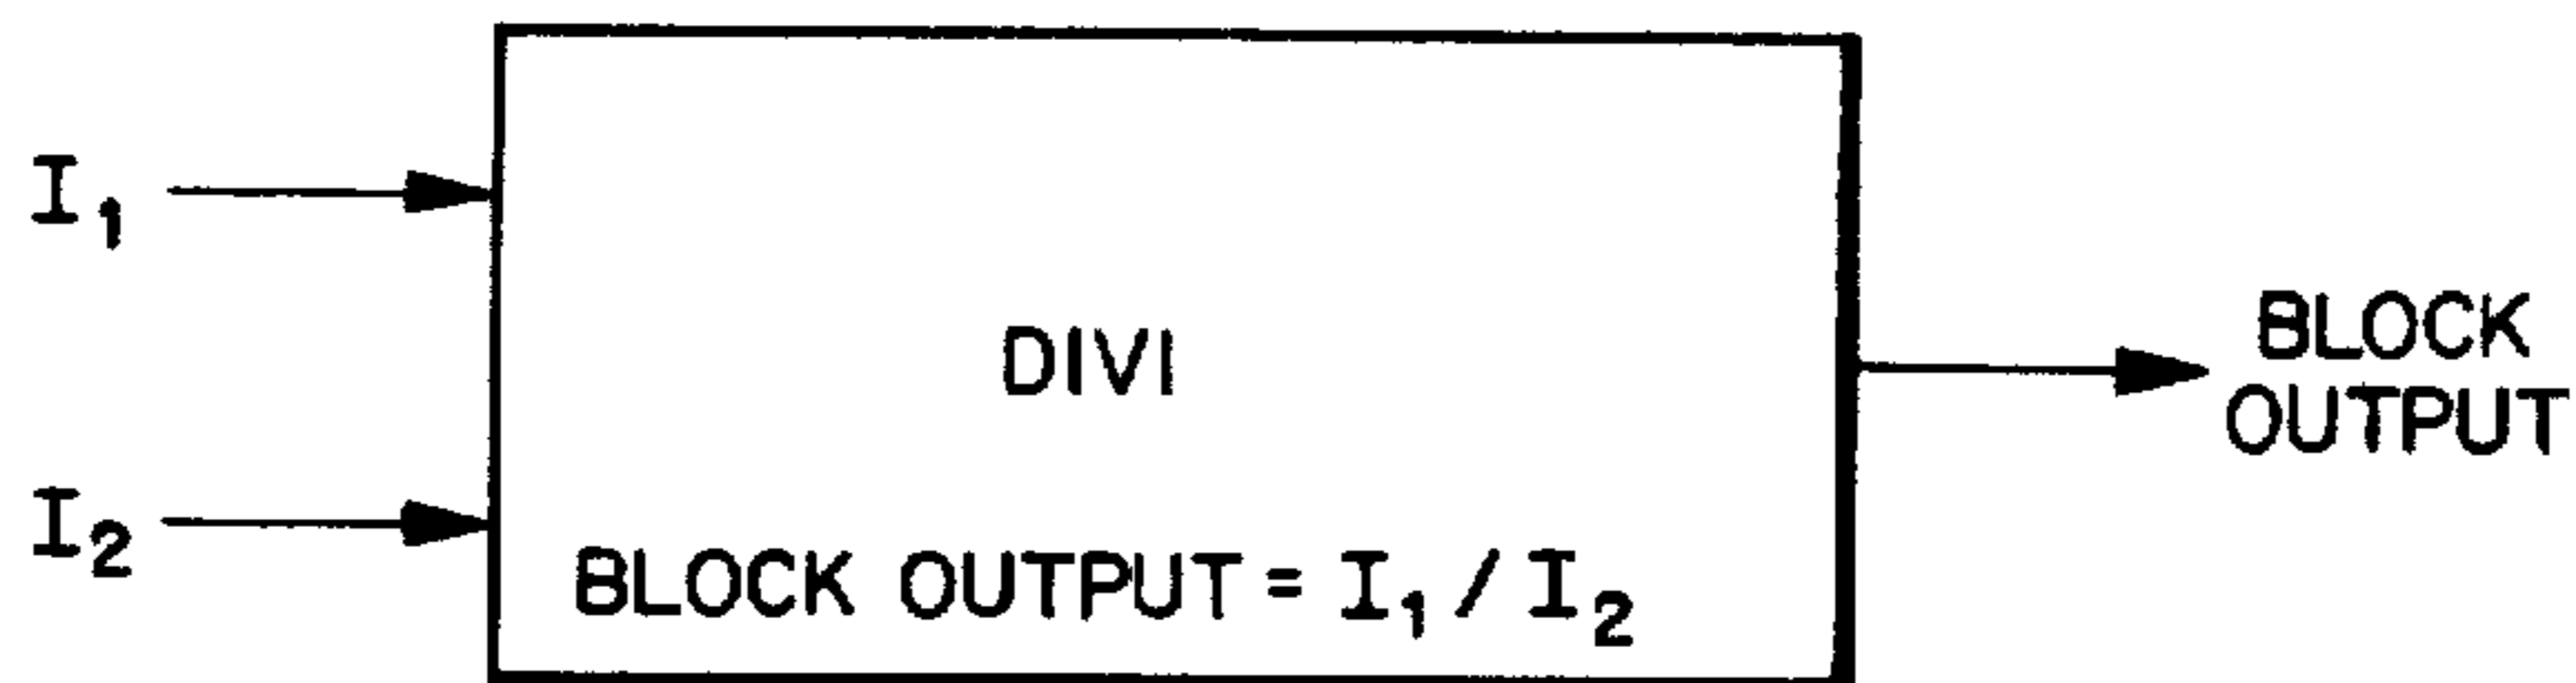 I₁
DIVI
BLOCK
OUTPUT
I₂
BLOCK OUTPUT = I₁ / I₂